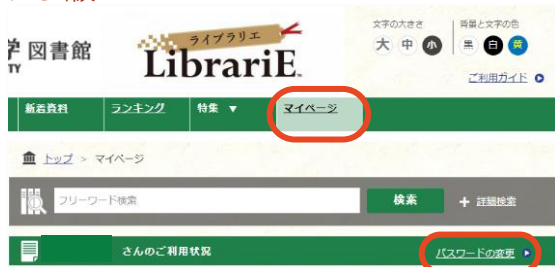 文字の大きさ 背景と文字の色
図書館 ライブラリエ 大 中 小 黒 白 黄
TY LibrariE
ご利用ガイド
新着資料 ランキング 特集 ▼ マイページ
トップ > マイページ
フリーワード検索 検索 + 詳細検索
さんのご利用状況 パスワードの変更